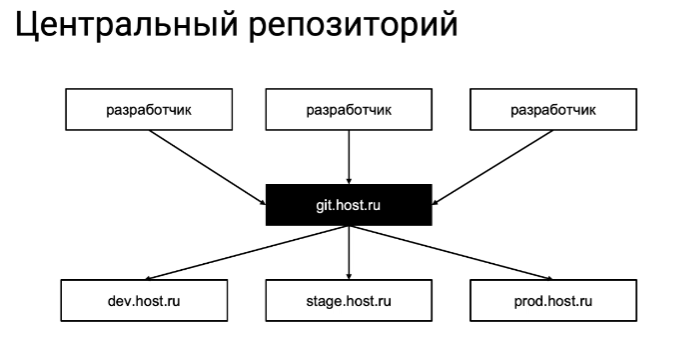 Центральный репозиторий
разработчик
разработчик
разработчик
git.host.ru
dev.host.ru
stage.host.ru
prod.host.ru